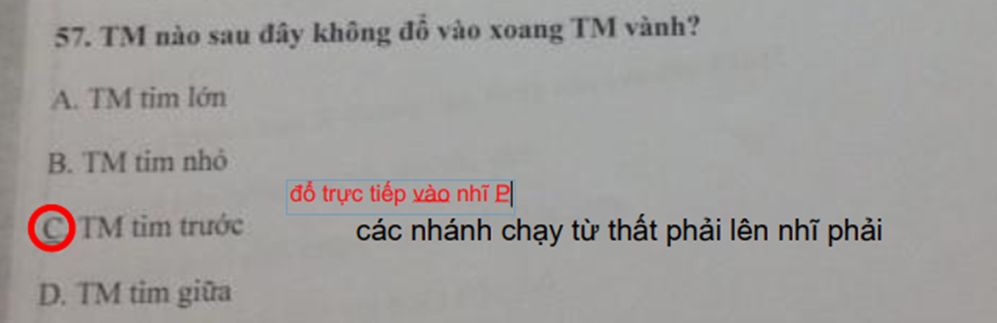 57. TM nào sau đây không đổ vào xoang TM vành?
A. TM tim lớn
B. TM tim nhỏ
đổ trực tiếp vào nhĩ P
C. TM tim trước
các nhánh chạy từ thất phải lên nhĩ phải
D. TM tim giữa